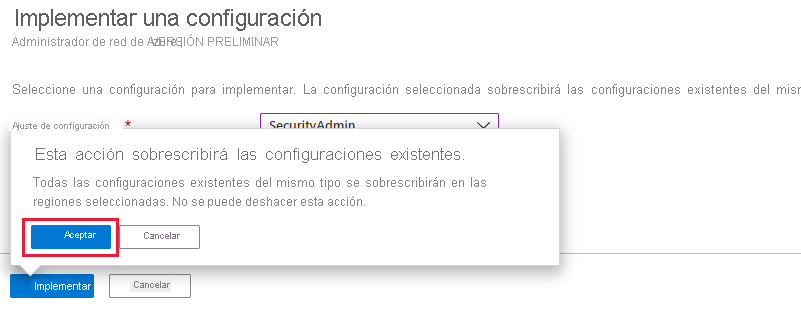 Implementar una configuración
Administrador de red de Azure | VERSIÓN PRELIMINAR
Seleccione una configuración para implementar. La configuración seleccionada sobrescribirá las configuraciones existentes del
Ajuste de configuración *
SecurityAdmin
Esta acción sobrescribirá las configuraciones existentes.
Todas las configuraciones existentes del mismo tipo se sobrescribirán en las
regiones seleccionadas. No se puede deshacer esta acción.
Aceptar Cancelar
Implementar Cancelar